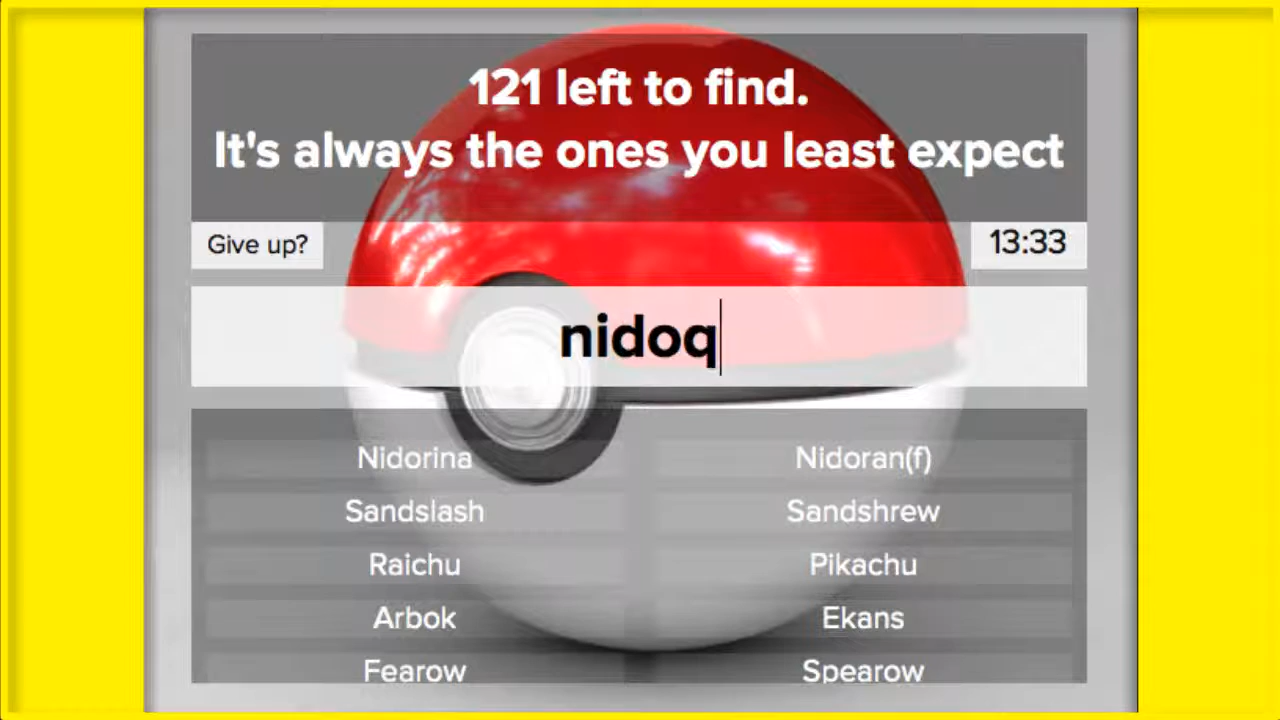 121 left to find.
It's always the ones you least expect
Give up?
13:33
nidoq
Nidorina
Nidoran(f)
Sandslash
Sandshrew
Raichu
Pikachu
Arbok
Ekans
Fearow
Spearow